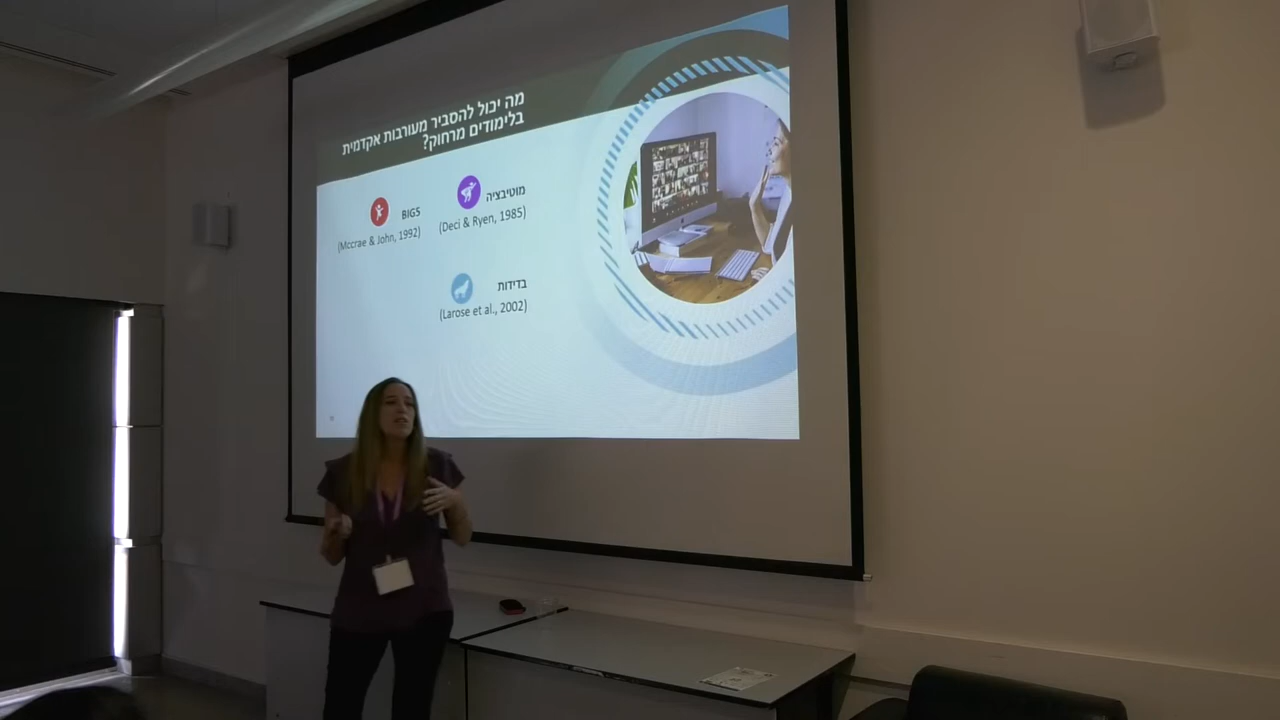 מה יכול להסביר מעורבות אקדמית
בלימודים מרחוק?
מוטיבציה
(Deci & Ryen, 1985)
BIG5
(Mccrae & John, 1992)
בדידות
(Larose et al., 2002)